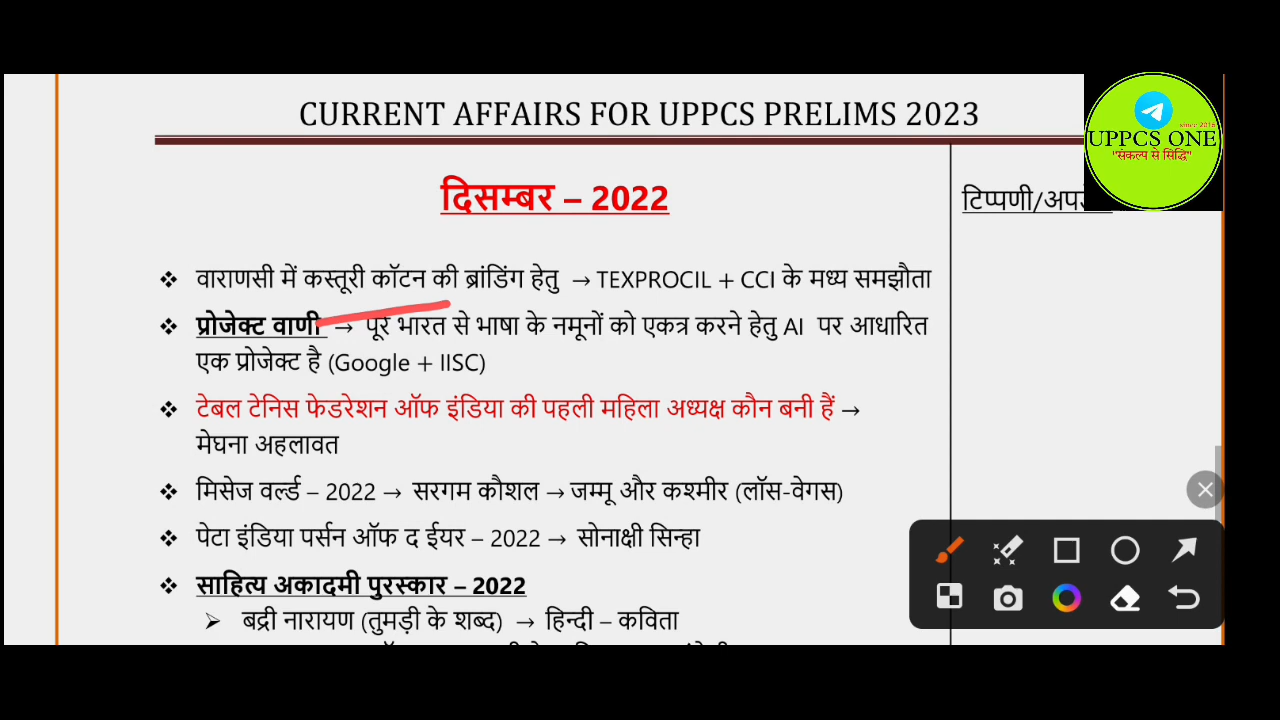 CURRENT AFFAIRS FOR UPPCS PRELIMS 2023
since 2016
UPPCS ONE
"संकल्प से सिद्धि"
दिसम्बर – 2022
टिप्पणी/
❖ वाराणसी में कस्तूरी कॉटन की ब्रांडिंग हेतु → TEXPROCIL + CCI के मध्य समझौता
❖ प्रोजेक्ट वाणी → पूरे भारत से भाषा के नमूनों को एकत्र करने हेतु AI पर आधारित
एक प्रोजेक्ट है (Google + IISC)
❖ टेबल टेनिस फेडरेशन ऑफ इंडिया की पहली महिला अध्यक्ष कौन बनी हैं →
मेघना अहलावत
❖ मिसेज वर्ल्ड – 2022 → सरगम कौशल → जम्मू और कश्मीर (लॉस-वेगस)
❖ पेटा इंडिया पर्सन ऑफ द ईयर – 2022 → सोनाक्षी सिन्हा
❖ साहित्य अकादमी पुरस्कार – 2022
➢ बद्री नारायण (तुमड़ी के शब्द) → हिन्दी – कविता